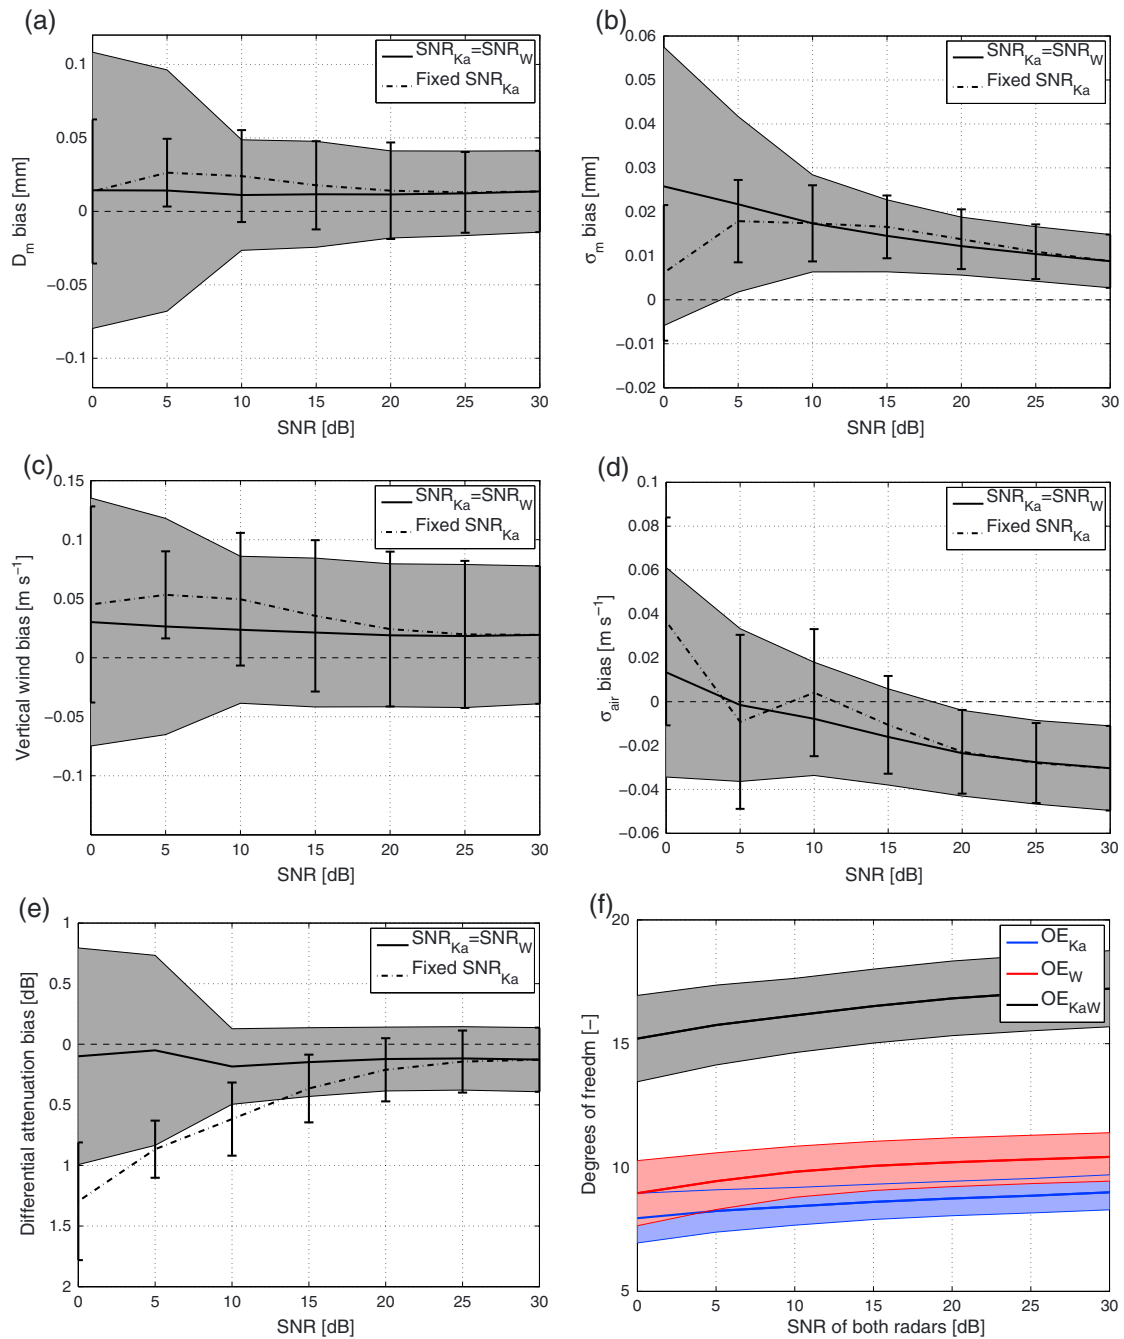 (a)
0.1
0.05
0
−0.05
−0.1
D_m bias [mm]
0 5 10 15 20 25 30
SNR [dB]
SNR_Ka=SNR_W
Fixed SNR_Ka
(b)
0.06
0.05
0.04
0.03
0.02
0.01
0
−0.01
−0.02
σ_m bias [mm]
0 5 10 15 20 25 30
SNR [dB]
SNR_Ka=SNR_W
Fixed SNR_Ka
(c)
0.15
0.1
0.05
0
−0.05
−0.1
Vertical wind bias [m s⁻¹]
0 5 10 15 20 25 30
SNR [dB]
SNR_Ka=SNR_W
Fixed SNR_Ka
(d)
0.1
0.08
0.06
0.04
0.02
0
−0.02
−0.04
−0.06
σ_air bias [m s⁻¹]
0 5 10 15 20 25 30
SNR [dB]
SNR_Ka=SNR_W
Fixed SNR_Ka
(e)
1
0.5
0
0.5
1
1.5
2
Differential attenuation bias [dB]
0 5 10 15 20 25 30
SNR [dB]
SNR_Ka=SNR_W
Fixed SNR_Ka
(f)
20
15
10
5
Degrees of freedm [−]
0 5 10 15 20 25 30
SNR of both radars [dB]
OE_Ka
OE_W
OE_KaW